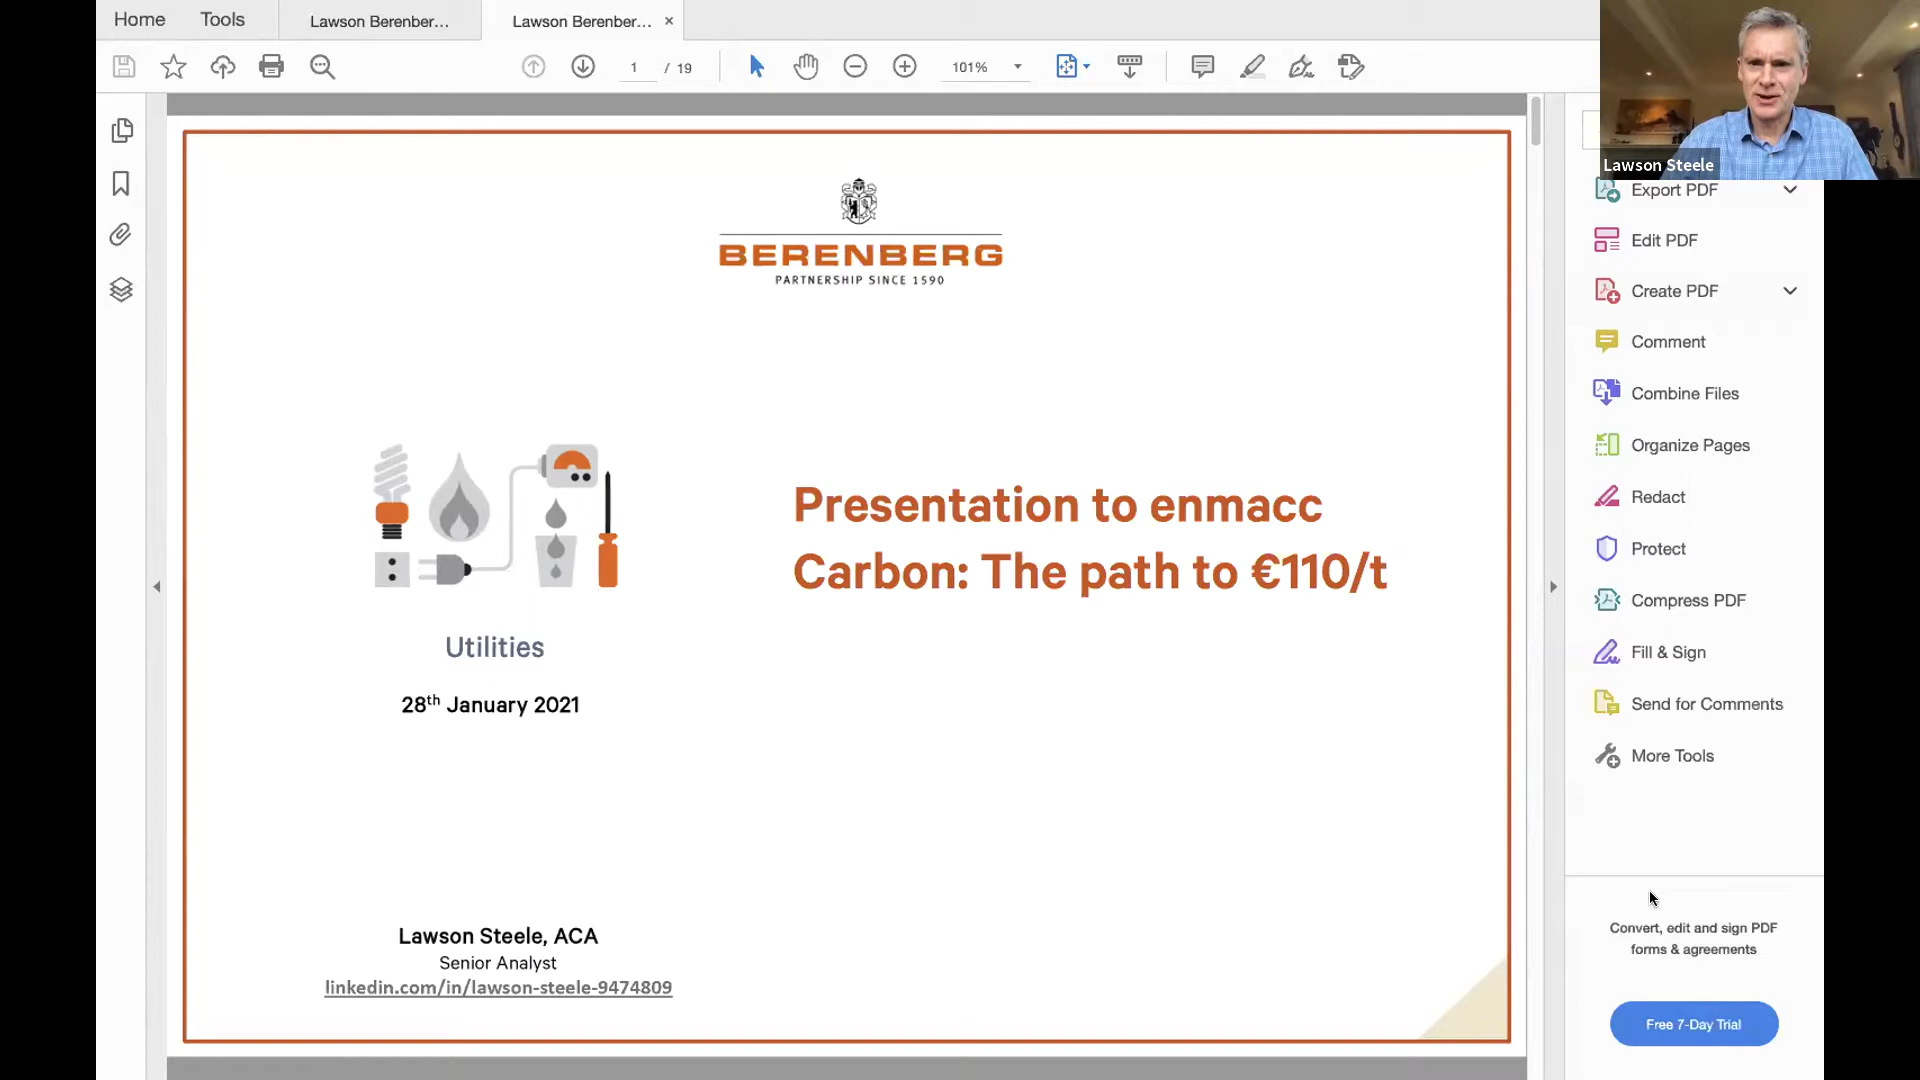 Home
Tools
Lawson Berenber...
Lawson Berenber...
1
/ 19
101%
Lawson Steele
BERENBERG
PARTNERSHIP SINCE 1590
Presentation to enmacc
Carbon: The path to €110/t
Utilities
28th January 2021
Lawson Steele, ACA
Senior Analyst
linkedin.com/in/lawson-steele-9474809
Export PDF
Edit PDF
Create PDF
Comment
Combine Files
Organize Pages
Redact
Protect
Compress PDF
Fill & Sign
Send for Comments
More Tools
Convert, edit and sign PDF
forms & agreements
Free 7-Day Trial